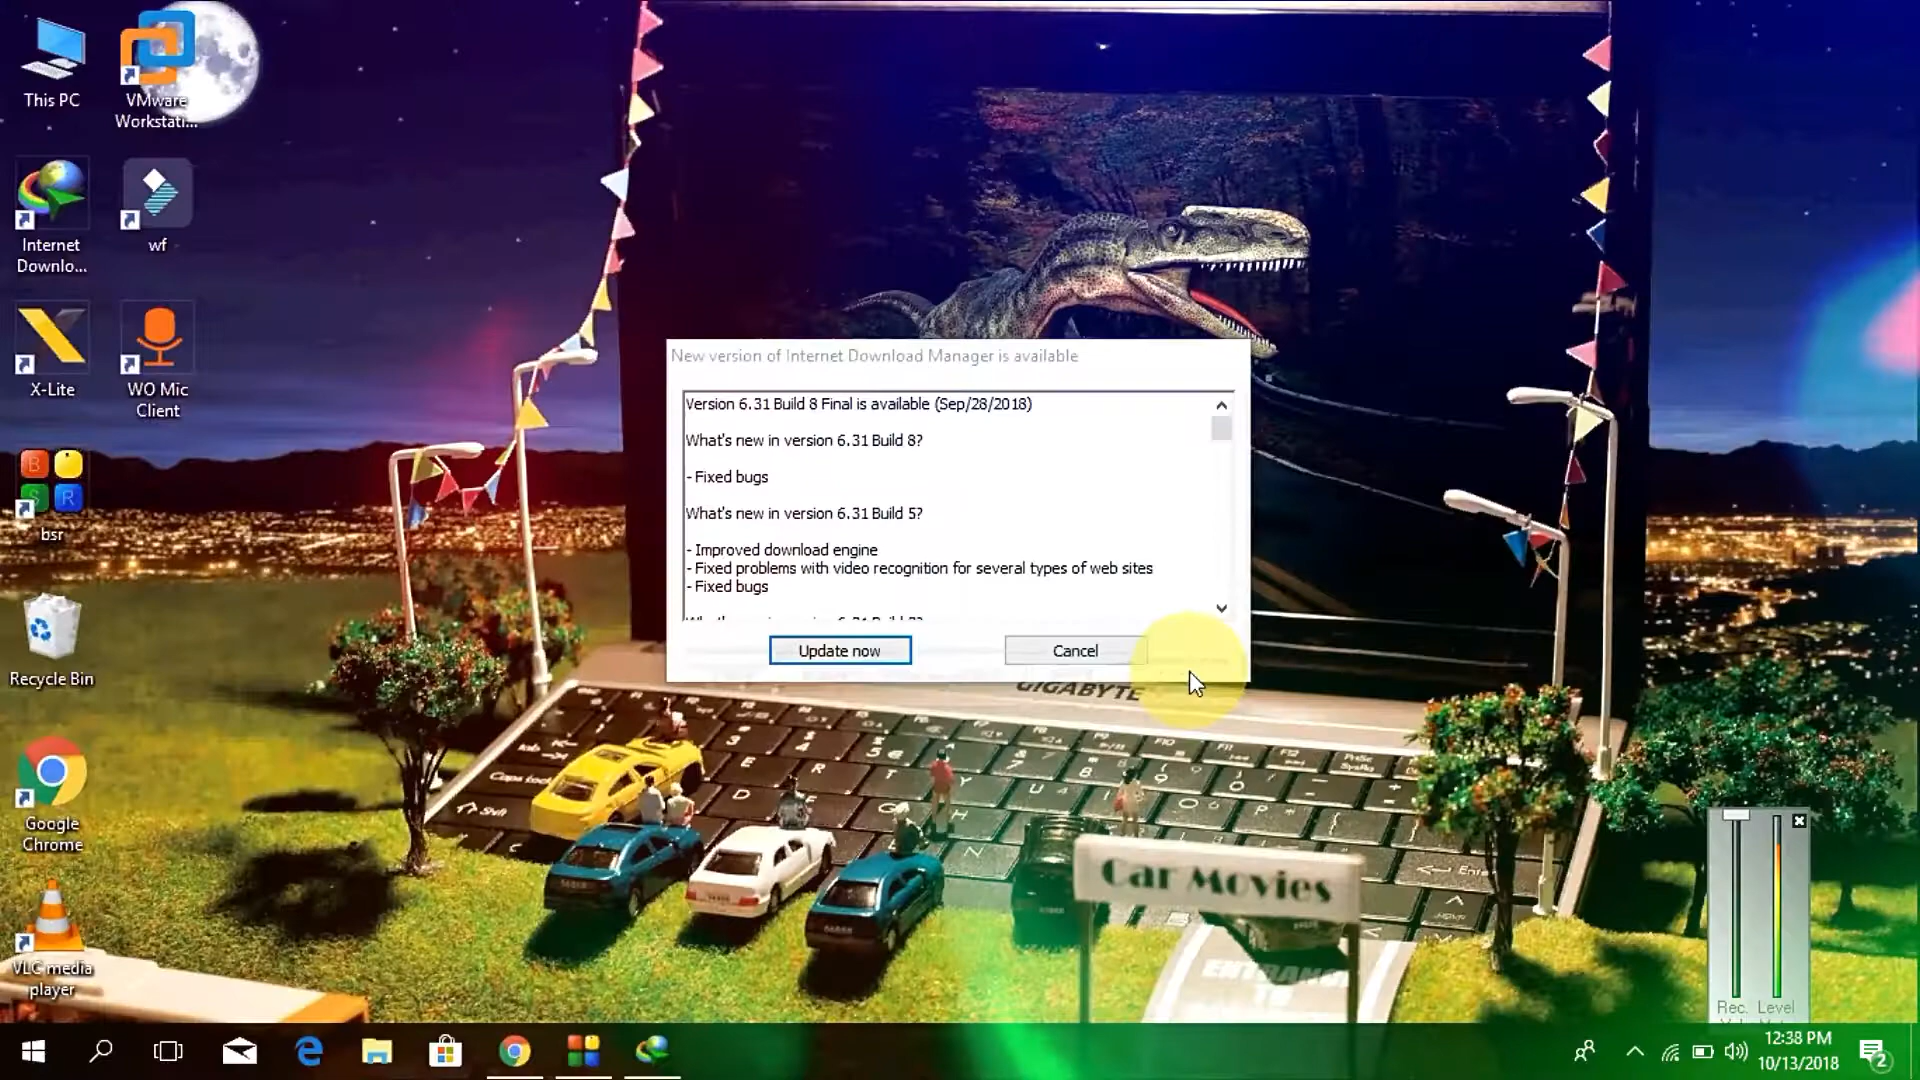 This PC
VMware
Workstati...
Internet
Downlo...
wf
X-Lite
WO Mic
Client
B
S
R
bsr
Recycle Bin
Google
Chrome
VLC media
player
New version of Internet Download Manager is available
Version 6.31 Build 8 Final is available (Sep/28/2018)
What's new in version 6.31 Build 8?
- Fixed bugs
What's new in version 6.31 Build 5?
- Improved download engine
- Fixed problems with video recognition for several types of web sites
- Fixed bugs
Update now
Cancel
GIGABYTE
Caps lock
Shift
Car Movies
Rec. Level
12:38 PM
10/13/2018
2